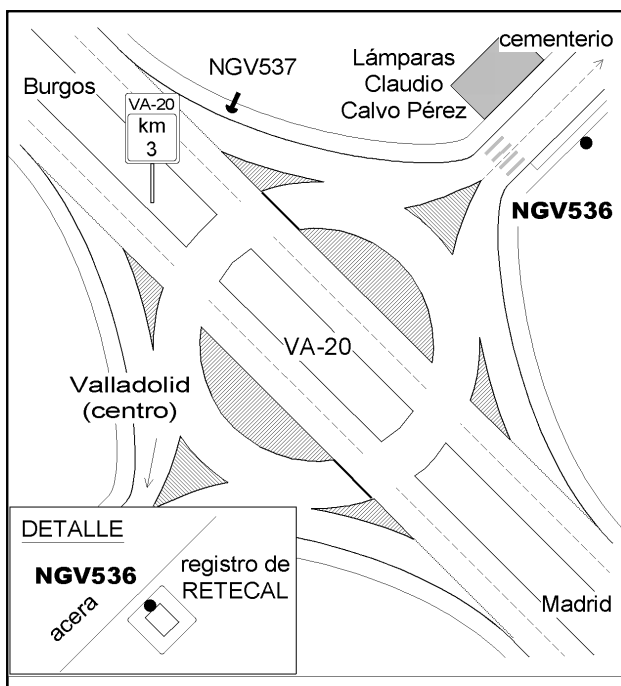 cementerio
Lámparas
Claudio
Calvo Pérez
NGV537
Burgos
VA-20
km
3
NGV536
VA-20
Valladolid
(centro)
Madrid
DETALLE
NGV536
registro de
RETECAL
acera